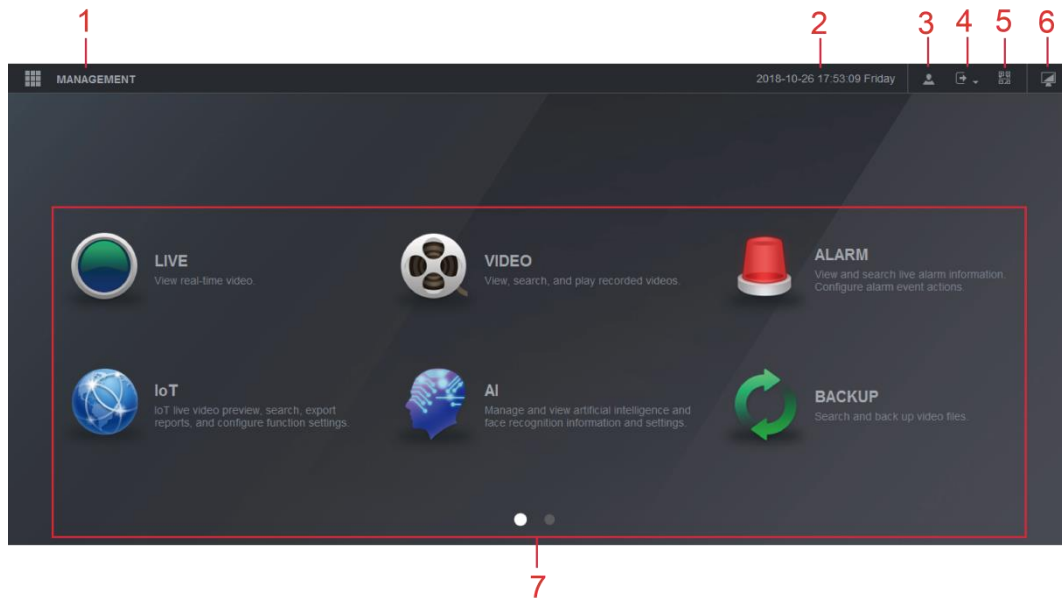 1
2
3
4
5
6
MANAGEMENT
2018-10-26 17:53:09 Friday
LIVE
View real-time video.
VIDEO
View, search, and play recorded videos.
ALARM
View and search live alarm information.
Configure alarm event actions.
IoT
IoT live video preview, search, export
reports, and configure function settings.
AI
Manage and view artificial intelligence and
face recognition information and settings.
BACKUP
Search and back up video files.
7